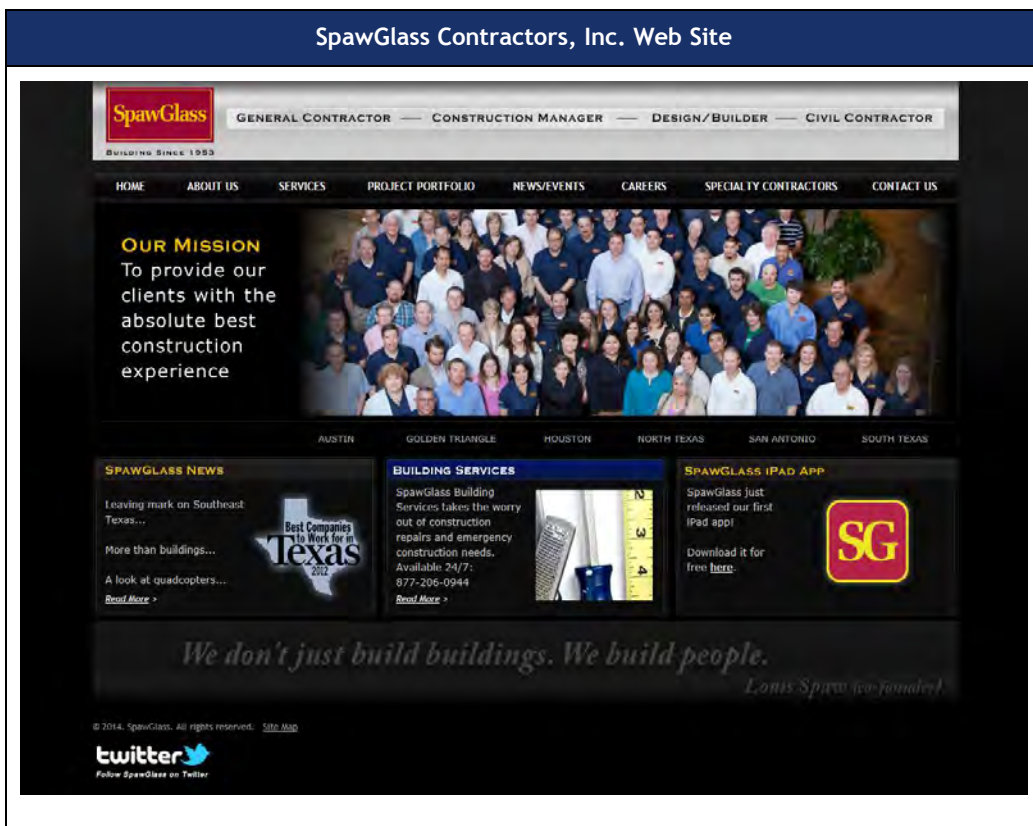 SpawGlass Contractors, Inc. Web Site
SpawGlass
GENERAL CONTRACTOR — CONSTRUCTION MANAGER — DESIGN/BUILDER — CIVIL CONTRACTOR
BUILDING SINCE 1953
HOME ABOUT US SERVICES PROJECT PORTFOLIO NEWS/EVENTS CAREERS SPECIALTY CONTRACTORS CONTACT US
OUR MISSION
To provide our
clients with the
absolute best
construction
experience
AUSTIN GOLDEN TRIANGLE HOUSTON NORTH TEXAS SAN ANTONIO SOUTH TEXAS
SPAWGLASS NEWS
Leaving mark on Southeast
Texas...
More than buildings...
A look at quadcopters...
Read More >
Best Companies
to Work for in
Texas
2012
BUILDING SERVICES
SpawGlass Building
Services takes the worry
out of construction
repairs and emergency
construction needs.
Available 24/7:
877-206-0944
Read More >
2
3
4
SPAWGLASS IPAD APP
SpawGlass just
released our first
iPad app!
Download it for
free here.
SG
We don't just build buildings. We build people.
Louis Spaw (co-founder)
© 2014. SpawGlass. All rights reserved. Site Map
twitter
Follow SpawGlass on Twitter